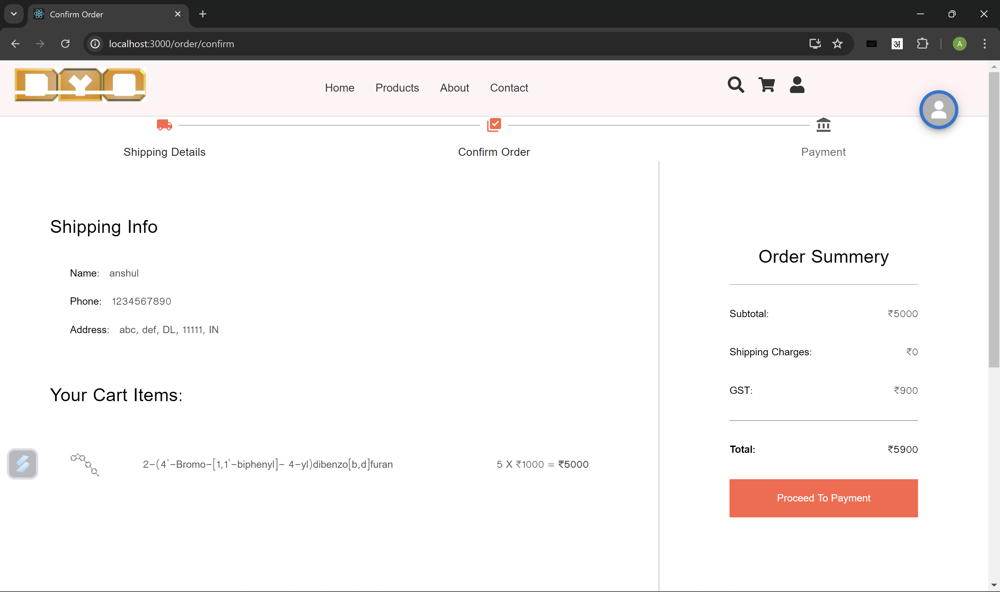 Confirm Order
localhost:3000/order/confirm
अ
A
DYO
Home Products About Contact
Shipping Details Confirm Order Payment
Shipping Info
Name: anshul
Phone: 1234567890
Address: abc, def, DL, 11111, IN
Your Cart Items:
2-(4'-Bromo-[1,1'-biphenyl]- 4-yl)dibenzo[b,d]furan 5 X ₹1000 = ₹5000
Order Summery
Subtotal: ₹5000
Shipping Charges: ₹0
GST: ₹900
Total: ₹5900
Proceed To Payment